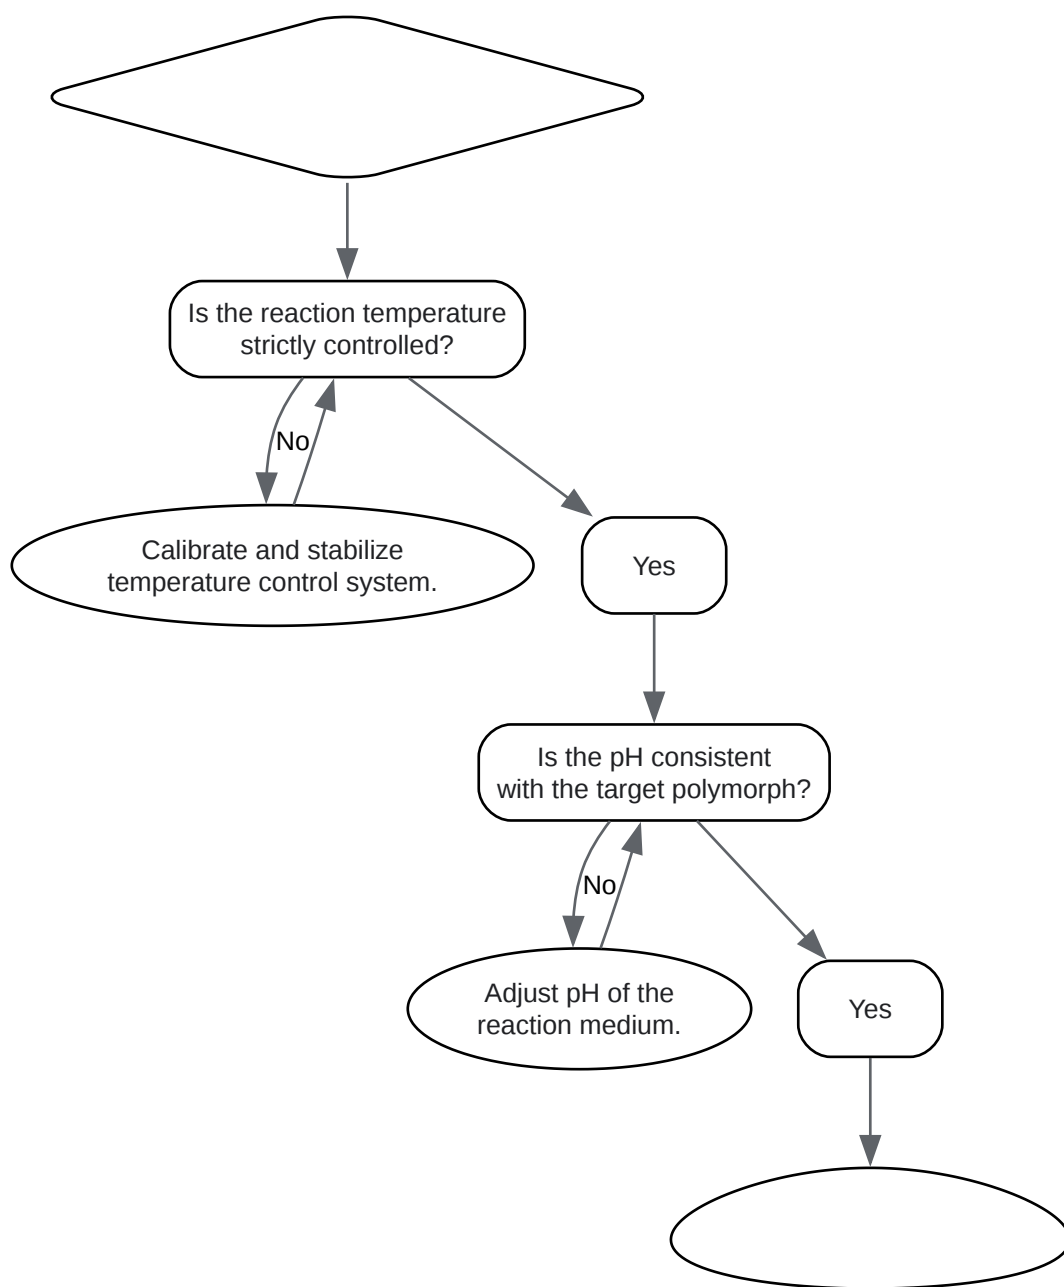 Is the reaction temperature
strictly controlled?
No
Calibrate and stabilize
temperature control system.
Yes
Is the pH consistent
with the target polymorph?
No
Adjust pH of the
reaction medium.
Yes